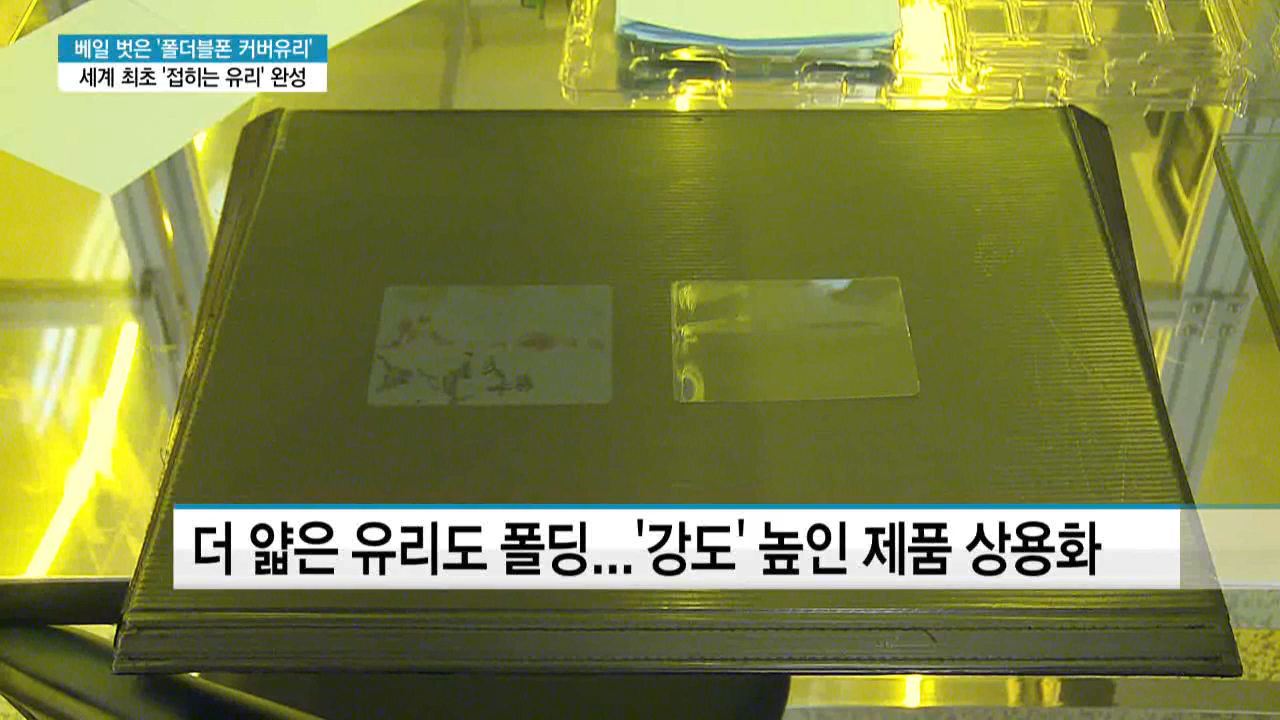 베일 벗은 '폴더블폰 커버유리'
세계 최초 '접히는 유리' 완성
더 얇은 유리도 폴딩...'강도' 높인 제품 상용화